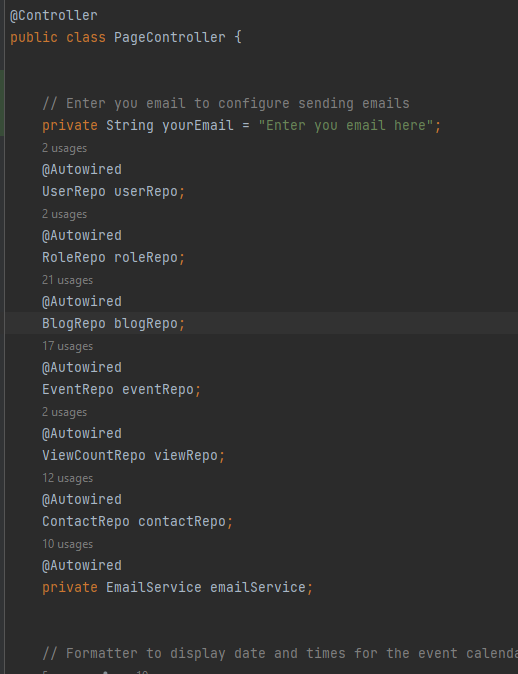 @Controller
public class PageController {
// Enter you email to configure sending emails
private String yourEmail = "Enter you email here";
2 usages
@Autowired
UserRepo userRepo;
2 usages
@Autowired
RoleRepo roleRepo;
21 usages
@Autowired
BlogRepo blogRepo;
17 usages
@Autowired
EventRepo eventRepo;
2 usages
@Autowired
ViewCountRepo viewRepo;
12 usages
@Autowired
ContactRepo contactRepo;
10 usages
@Autowired
private EmailService emailService;
// Formatter to display date and times for the event calenda